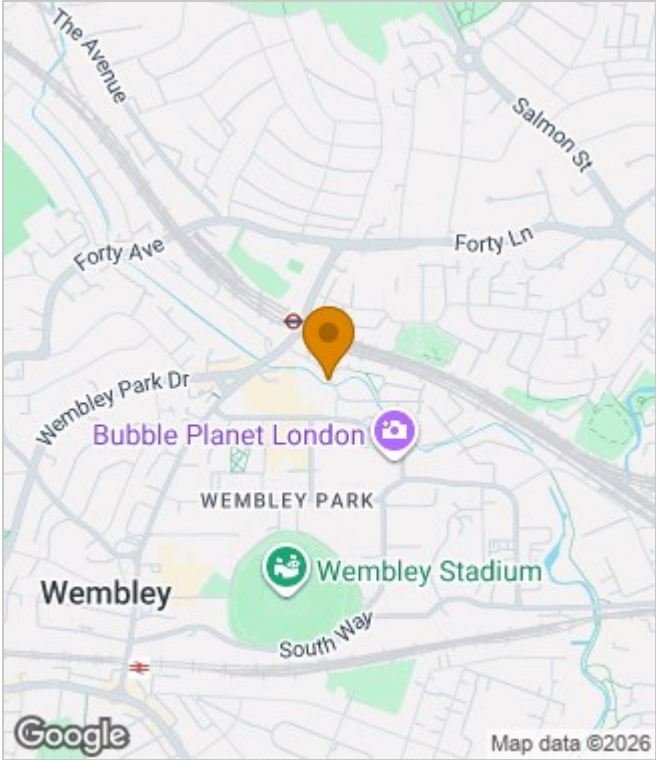 The Avenue
Salmon St
Forty Ave
Forty Ln
Wembley Park Dr
Bubble Planet London
WEMBLEY PARK
Wembley Stadium
Wembley
South Way
Google
Map data ©2026